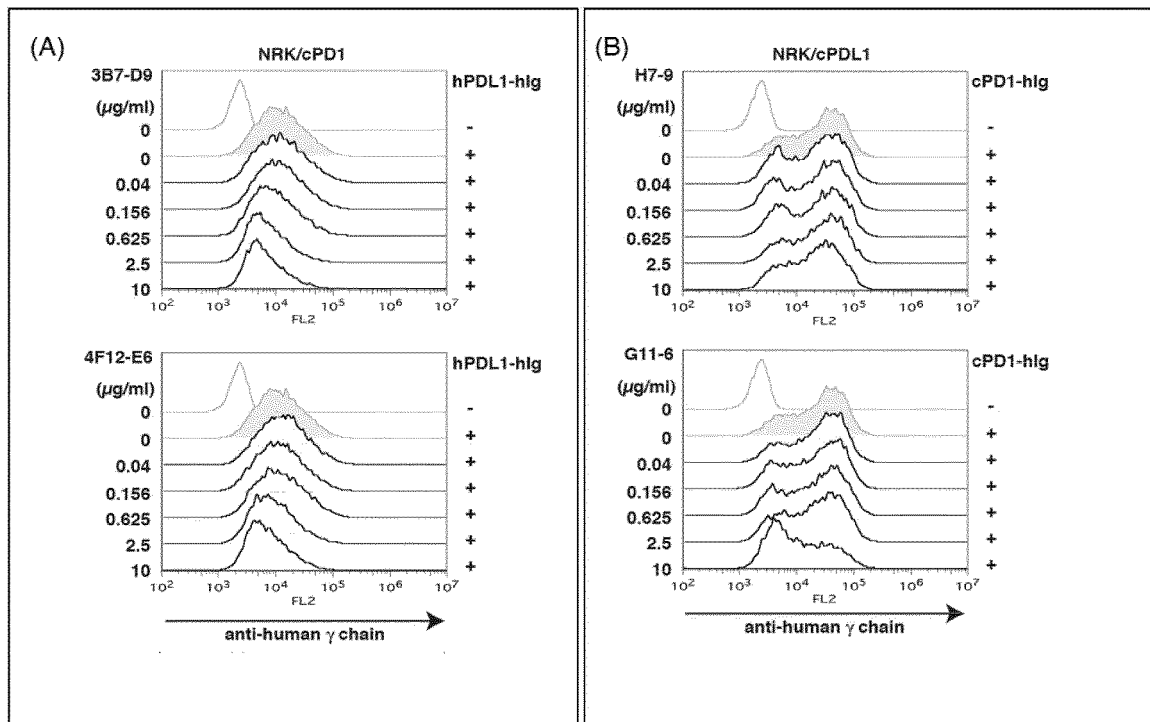 (A)
NRK/cPD1
3B7-D9
hPDL1-hIg
(µg/ml)
0 -
0 +
0.04 +
0.156 +
0.625 +
2.5 +
10 +
10² 10³ 10⁴ 10⁵ 10⁶ 10⁷
FL2
4F12-E6
hPDL1-hIg
(µg/ml)
0 -
0 +
0.04 +
0.156 +
0.625 +
2.5 +
10 +
10² 10³ 10⁴ 10⁵ 10⁶ 10⁷
FL2
anti-human γ chain
(B)
NRK/cPDL1
H7-9
cPD1-hIg
(µg/ml)
0 -
0 +
0.04 +
0.156 +
0.625 +
2.5 +
10 +
10² 10³ 10⁴ 10⁵ 10⁶ 10⁷
FL2
G11-6
cPD1-hIg
(µg/ml)
0 -
0 +
0.04 +
0.156 +
0.625 +
2.5 +
10 +
10² 10³ 10⁴ 10⁵ 10⁶ 10⁷
FL2
anti-human γ chain